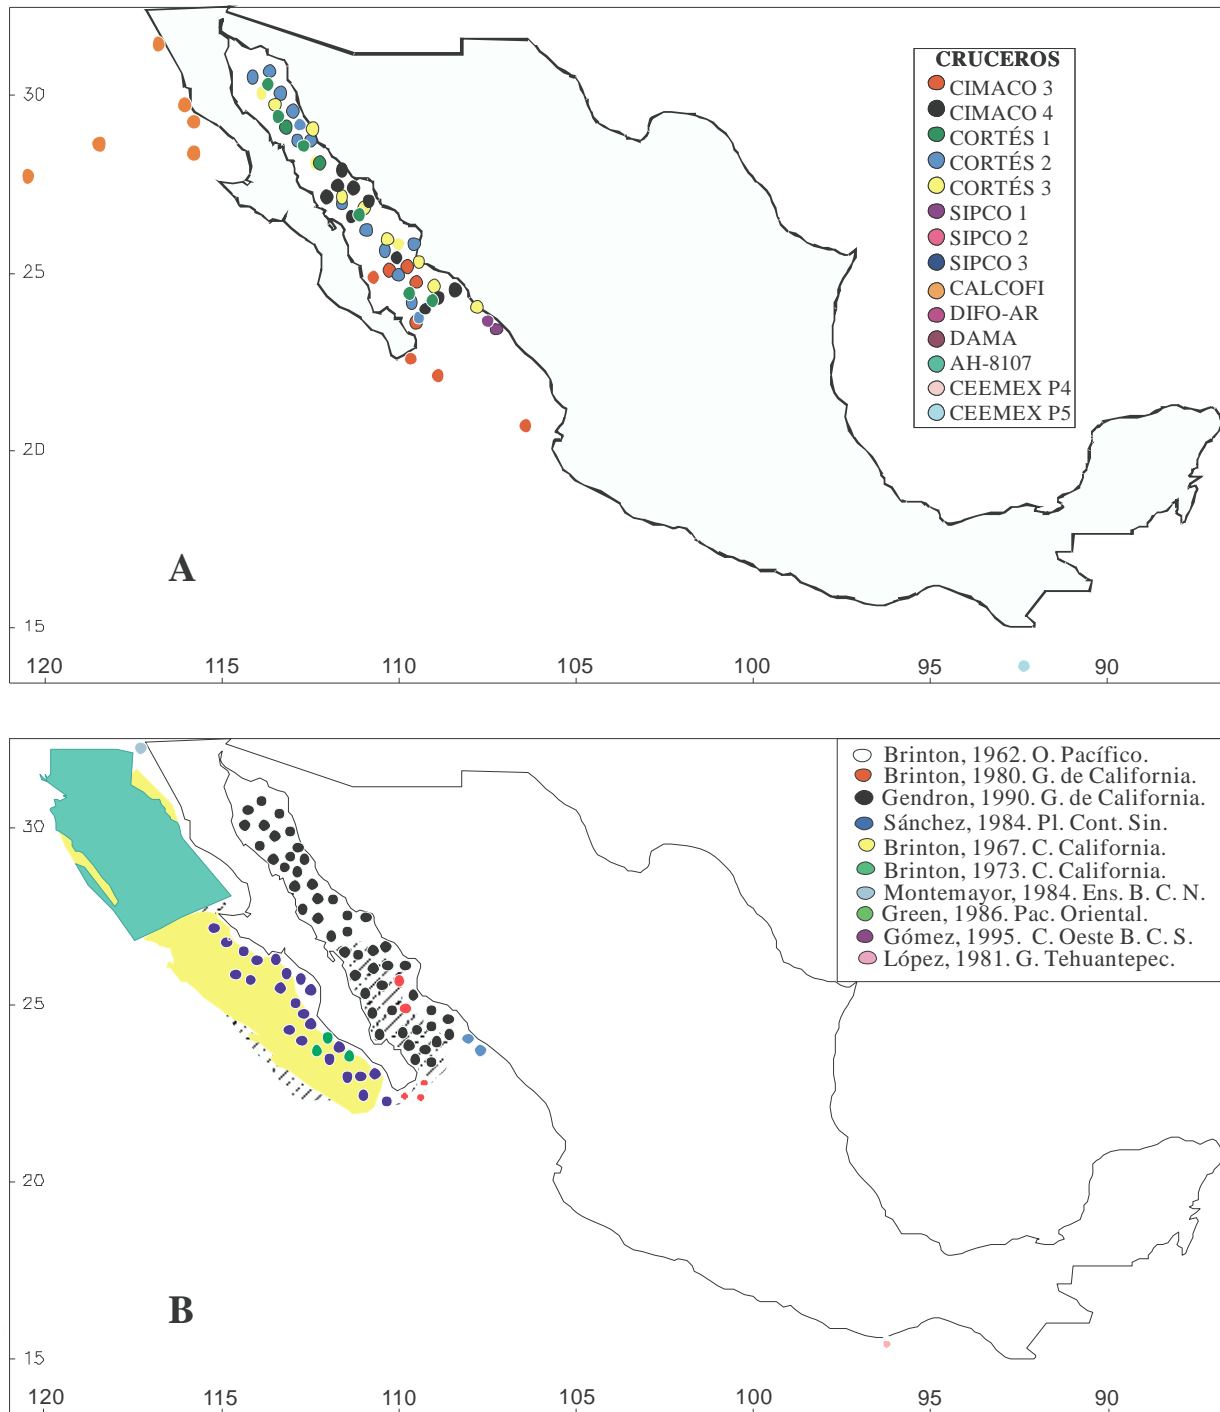 CRUCEROS
CIMACO 3
CIMACO 4
CORTÉS 1
CORTÉS 2
CORTÉS 3
SIPCO 1
SIPCO 2
SIPCO 3
CALCOFI
DIFO-AR
DAMA
AH-8107
CEEMEX P4
CEEMEX P5
30
25
20
15
A
120 115 110 105 100 95 90
Brinton, 1962. O. Pacífico.
Brinton, 1980. G. de California.
Gendron, 1990. G. de California.
Sánchez, 1984. Pl. Cont. Sin.
Brinton, 1967. C. California.
Brinton, 1973. C. California.
Montemayor, 1984. Ens. B. C. N.
Green, 1986. Pac. Oriental.
Gómez, 1995. C. Oeste B. C. S.
López, 1981. G. Tehuantepec.
30
25
20
15
B
120 115 110 105 100 95 90